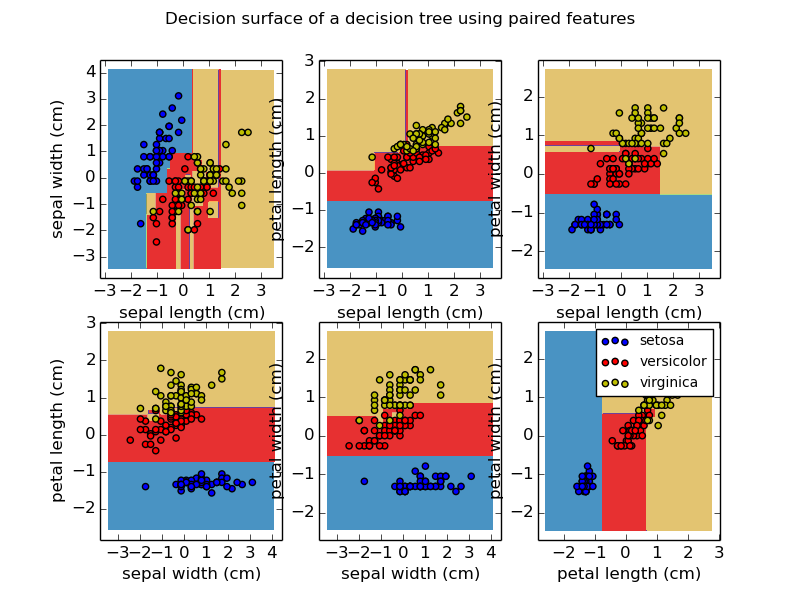 Decision surface of a decision tree using paired features
4
3
2
1
0
−1
−2
−3
sepal width (cm)
−3 −2 −1 0 1 2 3
sepal length (cm)
3
2
1
0
−1
−2
petal length (cm)
−3 −2 −1 0 1 2 3
sepal length (cm)
2
1
0
−1
−2
petal width (cm)
−3 −2 −1 0 1 2 3
sepal length (cm)
3
2
1
0
−1
−2
petal length (cm)
−3 −2 −1 0 1 2 3 4
sepal width (cm)
2
1
0
−1
−2
petal width (cm)
−3 −2 −1 0 1 2 3 4
sepal width (cm)
2
1
0
−1
−2
petal width (cm)
−2 −1 0 1 2 3
petal length (cm)
setosa
versicolor
virginica